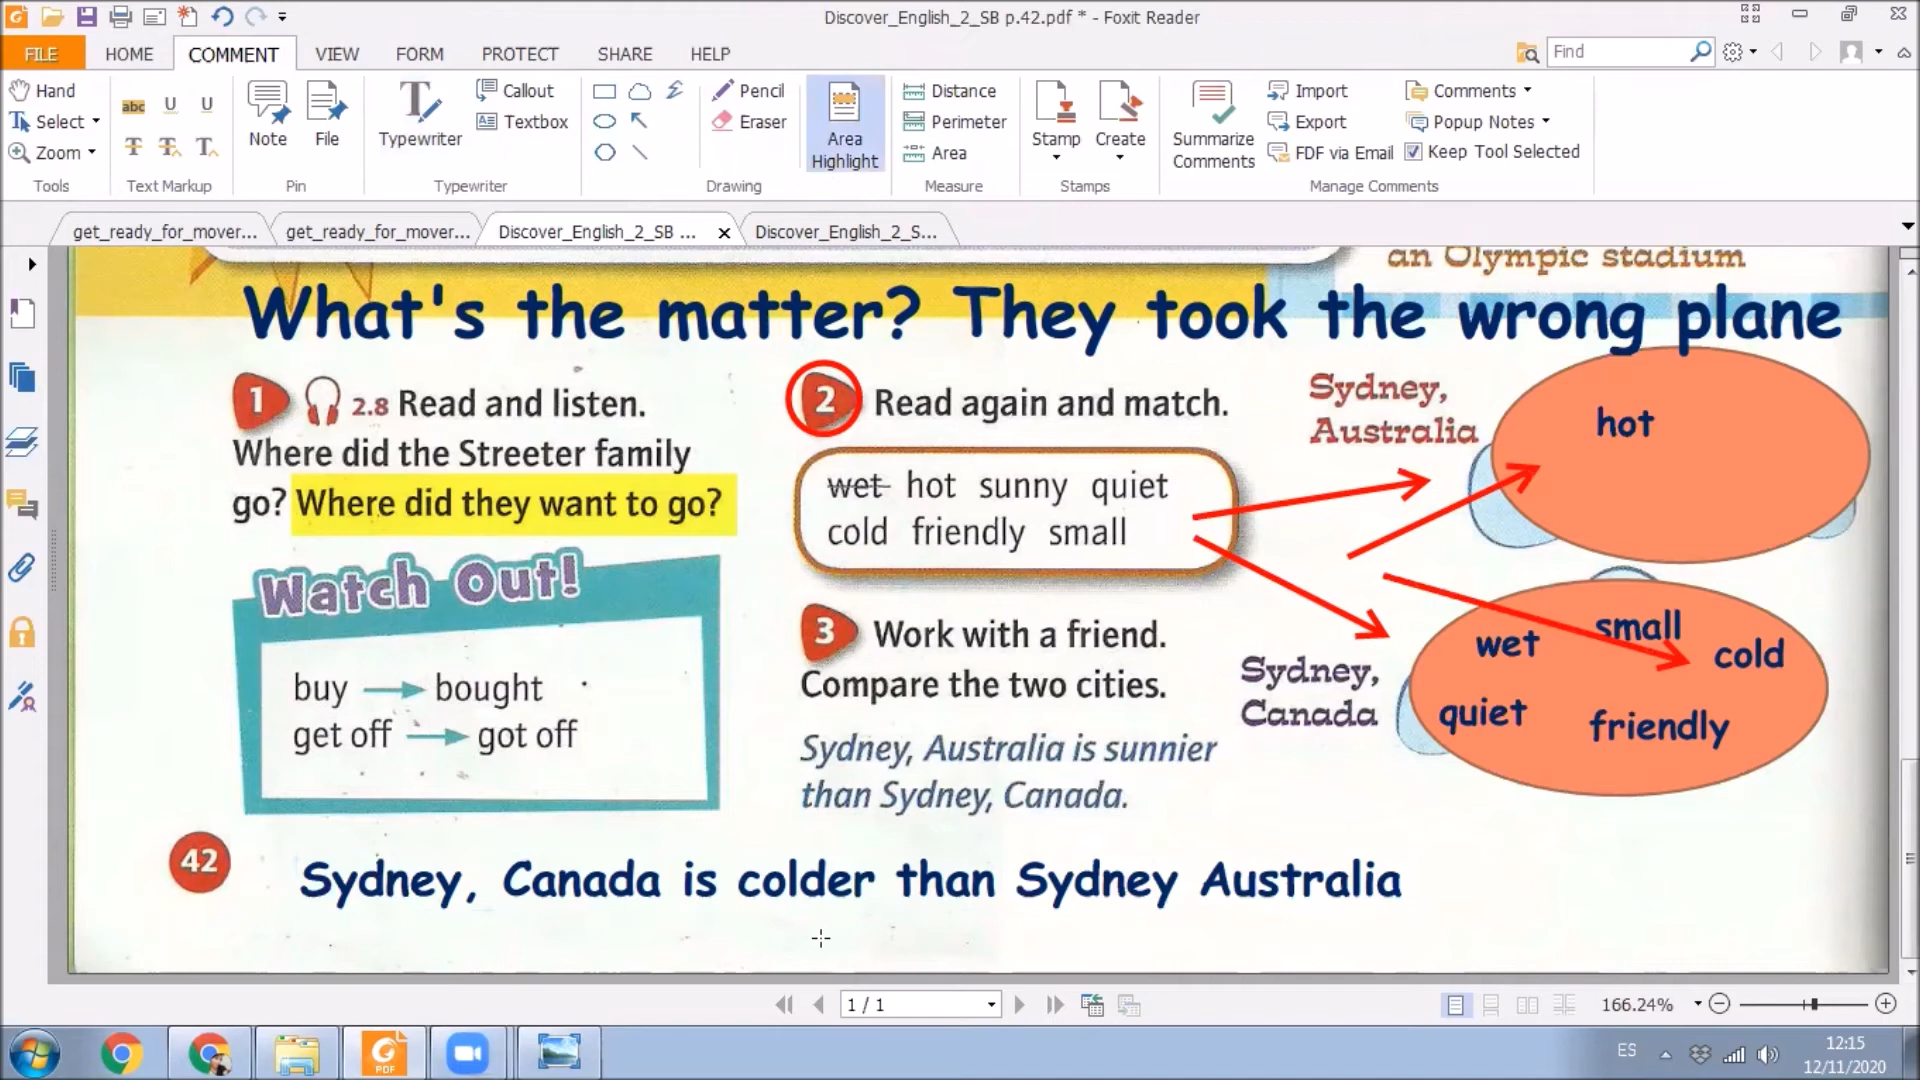 Discover_English_2_SB p.42.pdf * - Foxit Reader
FILE HOME COMMENT VIEW FORM PROTECT SHARE HELP
Find
Hand
Select
Zoom
Tools
abc U U
T T T
Text Markup
Note
File
Pin
Typewriter
Callout
Textbox
Typewriter
Pencil
Eraser
Area Highlight
Drawing
Distance
Perimeter
Area
Measure
Stamp
Create
Stamps
Summarize Comments
Import
Export
FDF via Email
Comments
Popup Notes
Keep Tool Selected
Manage Comments
get_ready_for_mover...
get_ready_for_mover...
Discover_English_2_SB ...
Discover_English_2_S...
an Olympic stadium
What's the matter? They took the wrong plane
1 2.8 Read and listen.
Where did the Streeter family
go? Where did they want to go?
Watch Out!
buy bought
get off got off
2 Read again and match.
wet hot sunny quiet
cold friendly small
3 Work with a friend.
Compare the two cities.
Sydney, Australia is sunnier
than Sydney, Canada.
Sydney,
Australia
hot
Sydney,
Canada
wet
small
cold
quiet
friendly
42
Sydney, Canada is colder than Sydney Australia
1 / 1
166.24%
PDF
ES
12:15
12/11/2020